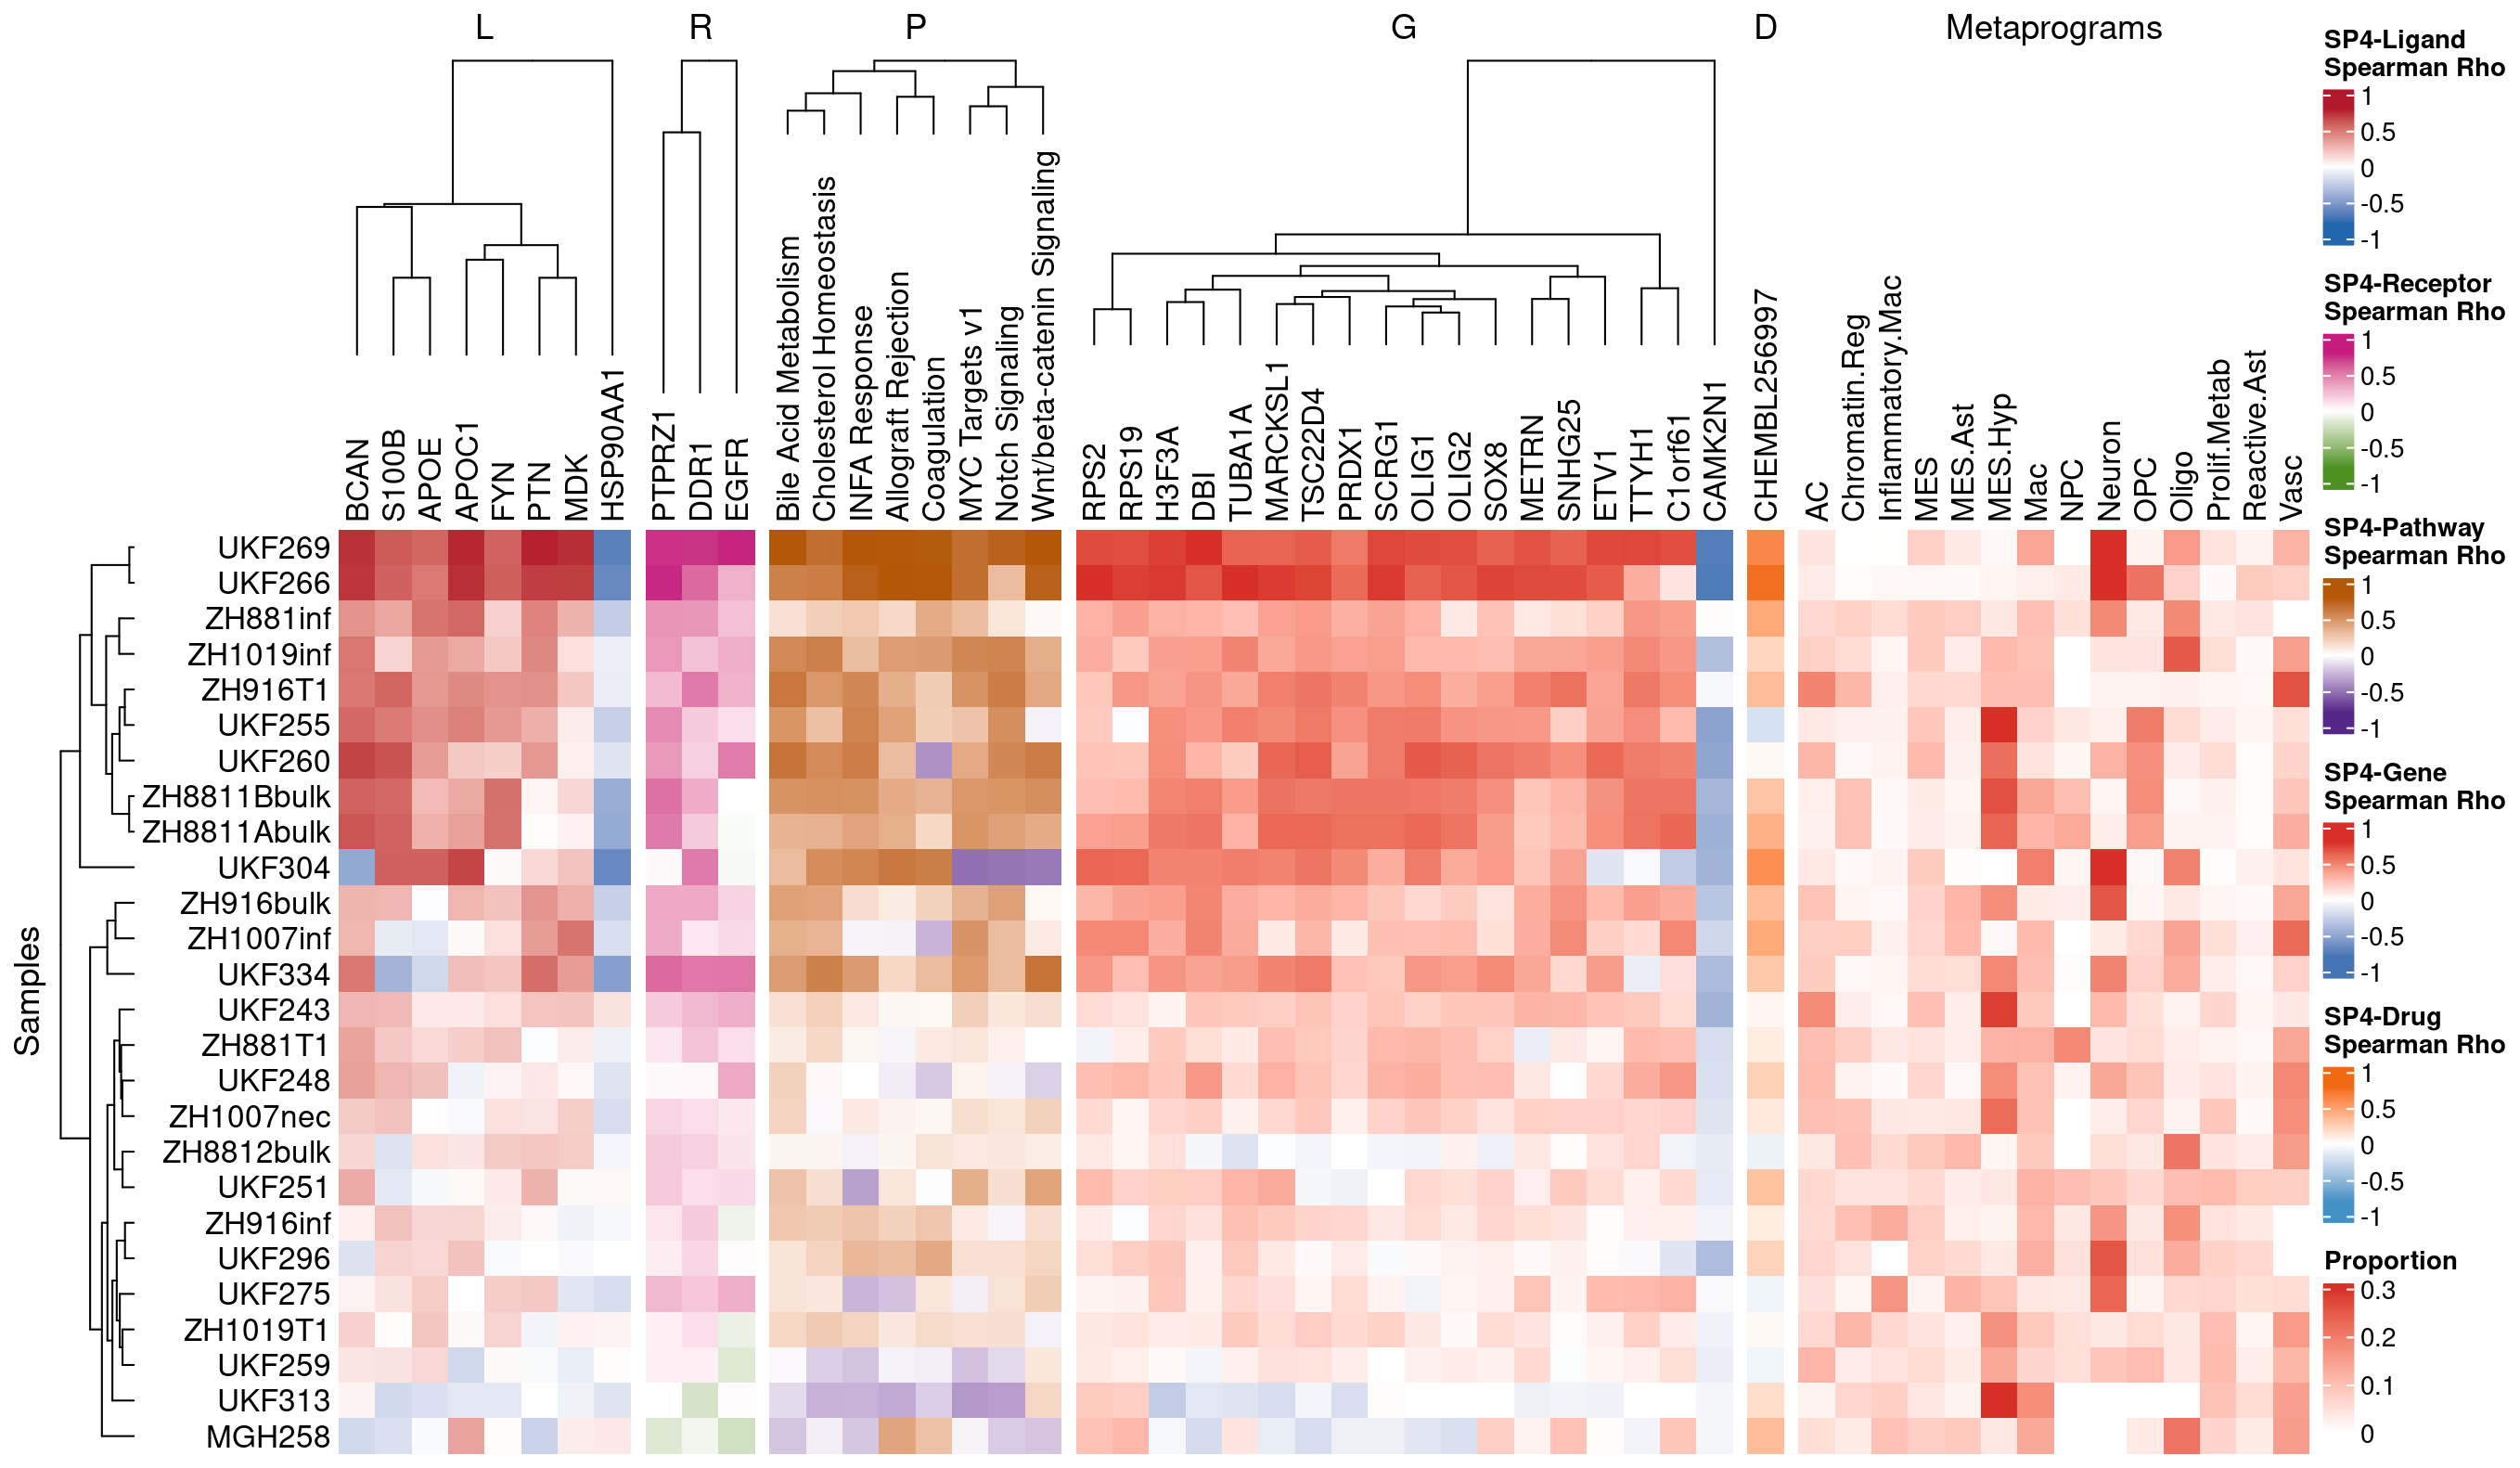 L R P G D Metaprograms
BCAN
S100B
APOE
APOC1
FYN
PTN
MDK
HSP90AA1
PTPRZ1
DDR1
EGFR
Bile Acid Metabolism
Cholesterol Homeostasis
INFA Response
Allograft Rejection
Coagulation
MYC Targets v1
Notch Signaling
Wnt/beta-catenin Signaling
RPS2
RPS19
H3F3A
DBI
TUBA1A
MARCKSL1
TSC22D4
PRDX1
SCRG1
OLIG1
OLIG2
SOX8
METRN
SNHG25
ETV1
TTYH1
C1orf61
CAMK2N1
CHEMBL256997
AC
Chromatin.Reg
Inflammatory.Mac
MES
MES.Ast
MES.Hyp
Mac
NPC
Neuron
OPC
Oligo
Prolif.Metab
Reactive.Ast
Vasc
Samples
UKF269
UKF266
ZH881inf
ZH1019inf
ZH916T1
UKF255
UKF260
ZH8811Bbulk
ZH8811Abulk
UKF304
ZH916bulk
ZH1007inf
UKF334
UKF243
ZH881T1
UKF248
ZH1007nec
ZH8812bulk
UKF251
ZH916inf
UKF296
UKF275
ZH1019T1
UKF259
UKF313
MGH258
SP4-Ligand
Spearman Rho
1
0.5
0
-0.5
-1
SP4-Receptor
Spearman Rho
1
0.5
0
-0.5
-1
SP4-Pathway
Spearman Rho
1
0.5
0
-0.5
-1
SP4-Gene
Spearman Rho
1
0.5
0
-0.5
-1
SP4-Drug
Spearman Rho
1
0.5
0
-0.5
-1
Proportion
0.3
0.2
0.1
0